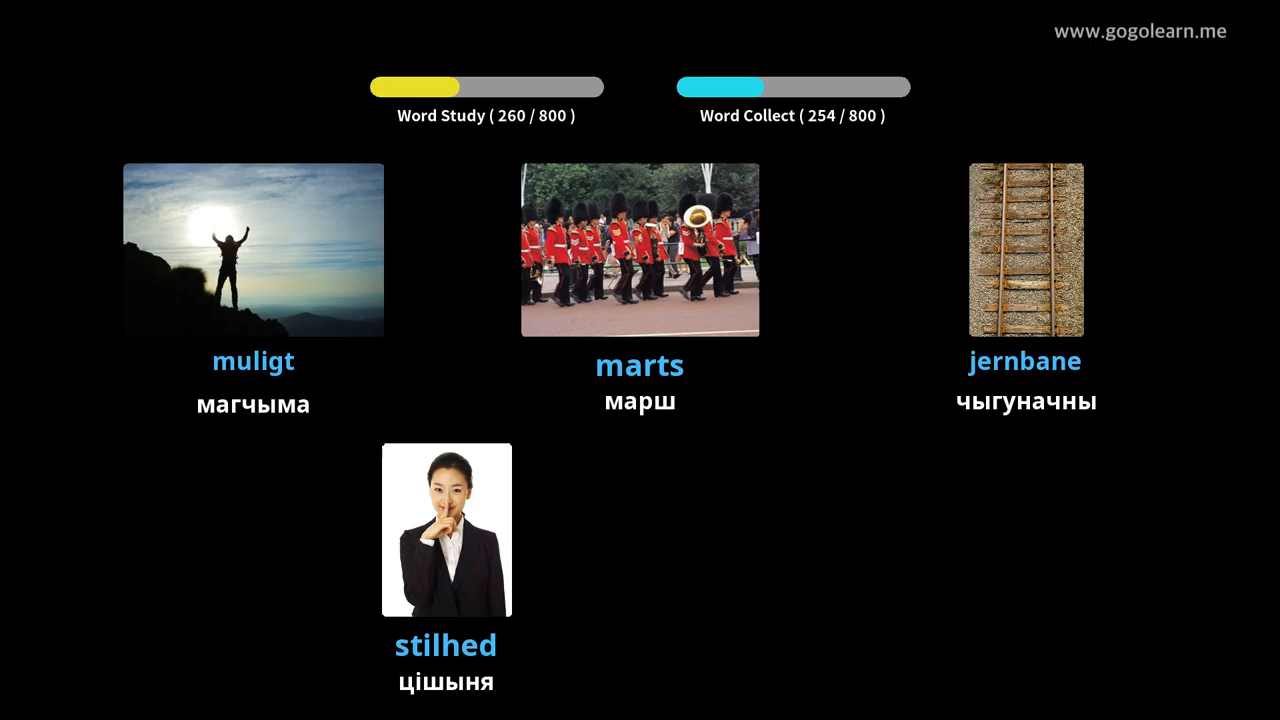 www.gogolearn.me
Word Study ( 260 / 800 )
Word Collect ( 254 / 800 )
muligt
магчыма
marts
марш
jernbane
чыгуначны
stilhed
цішыня